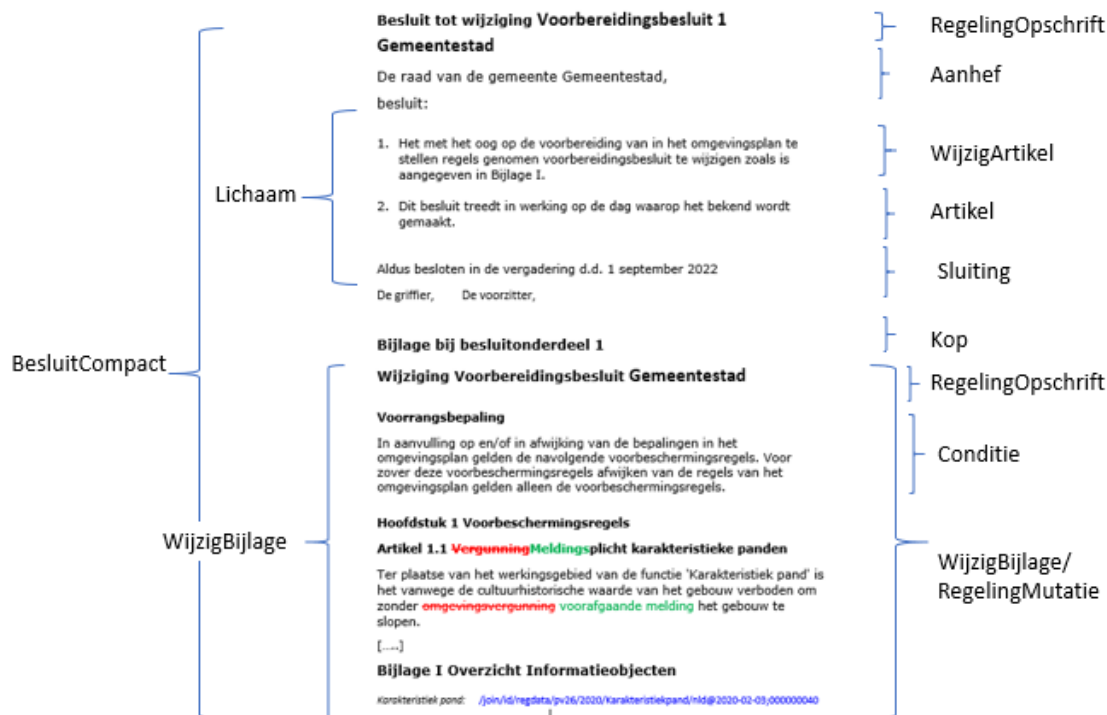 Besluit tot wijziging Voorbereidingsbesluit 1
Gemeentestad
RegelingOpschrift
De raad van de gemeente Gemeentestad,
Aanhef
besluit:
1. Het met het oog op de voorbereiding van in het omgevingsplan te
stellen regels genomen voorbereidingsbesluit te wijzigen zoals is
aangegeven in Bijlage I.
WijzigArtikel
Lichaam
2. Dit besluit treedt in werking op de dag waarop het bekend wordt
gemaakt.
Artikel
Aldus besloten in de vergadering d.d. 1 september 2022
Sluiting
De griffier, De voorzitter,
Bijlage bij besluitonderdeel 1
Kop
BesluitCompact
Wijziging Voorbereidingsbesluit Gemeentestad
RegelingOpschrift
Voorrangsbepaling
In aanvulling op en/of in afwijking van de bepalingen in het
omgevingsplan gelden de navolgende voorbeschermingsregels. Voor
zover deze voorbeschermingsregels afwijken van de regels van het
omgevingsplan gelden alleen de voorbeschermingsregels.
Conditie
Hoofdstuk 1 Voorbeschermingsregels
WijzigBijlage
Artikel 1.1 VergunningMeldingsplicht karakteristieke panden
Ter plaatse van het werkingsgebied van de functie 'Karakteristiek pand' is
het vanwege de cultuurhistorische waarde van het gebouw verboden om
zonder omgevingsvergunning voorafgaande melding het gebouw te
slopen.
WijzigBijlage/
RegelingMutatie
[.....]
Bijlage I Overzicht Informatieobjecten
Karakteristiek pand: /join/id/regdata/pv26/2020/Karakteristiekpand/nld@2020-02-03;000000040